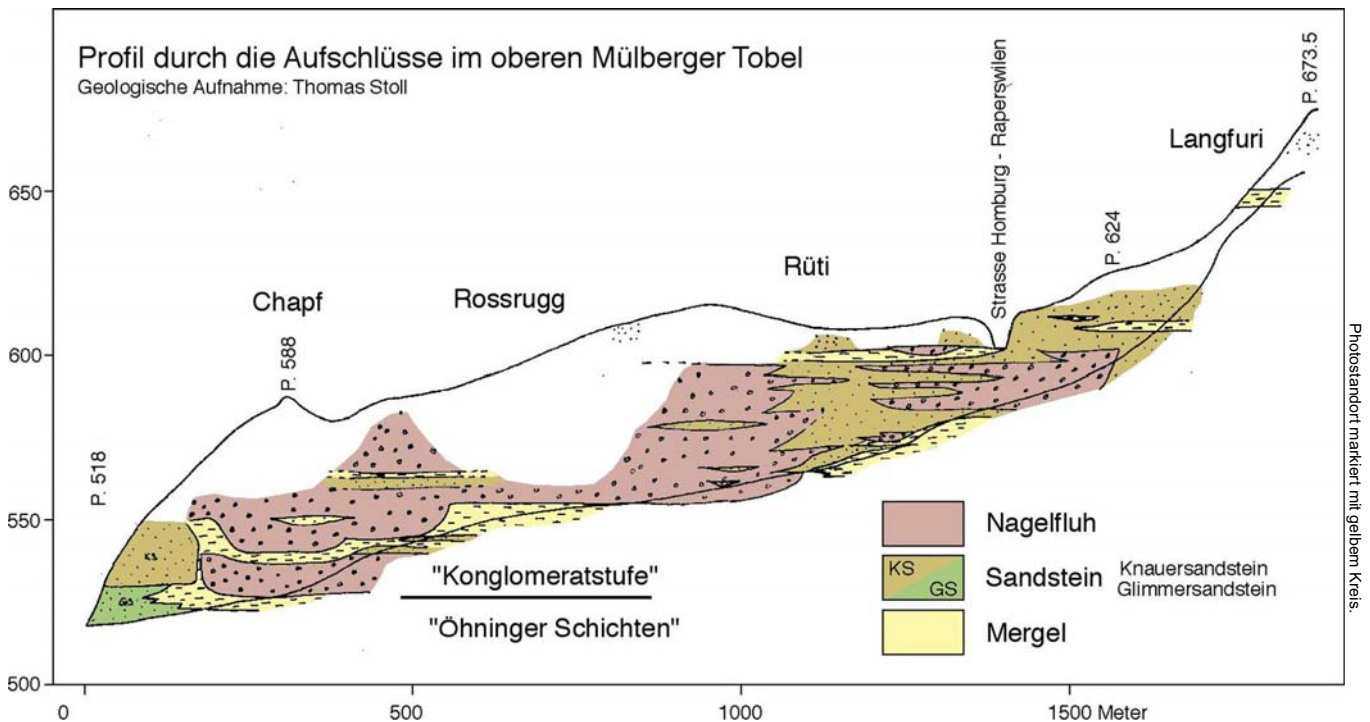 Profil durch die Aufschlüsse im oberen Mülberger Tobel
Geologische Aufnahme: Thomas Stoll
P. 673.5
Langfuri
Strasse Homburg - Raperswilen
P. 624
Rüti
Rossrugg
Chapf
P. 588
P. 518
650
600
550
500
KS
GS
"Konglomeratstufe"
"Öhninger Schichten"
Nagelfluh
KS
GS
Sandstein
Knauersandstein
Glimmersandstein
Mergel
0
500
1000
1500 Meter
Photostandort markiert mit gelbem Kreis.